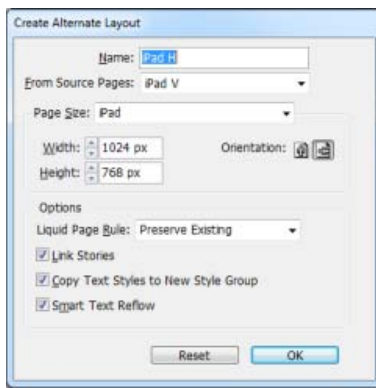 Create Alternate Layout
Name: iPad H
From Source Pages: iPad V
Page Size: iPad
Width: 1024 px Orientation:
Height: 768 px
Options
Liquid Page Rule: Preserve Existing
Link Stories
Copy Text Styles to New Style Group
Smart Text Reflow
Reset OK